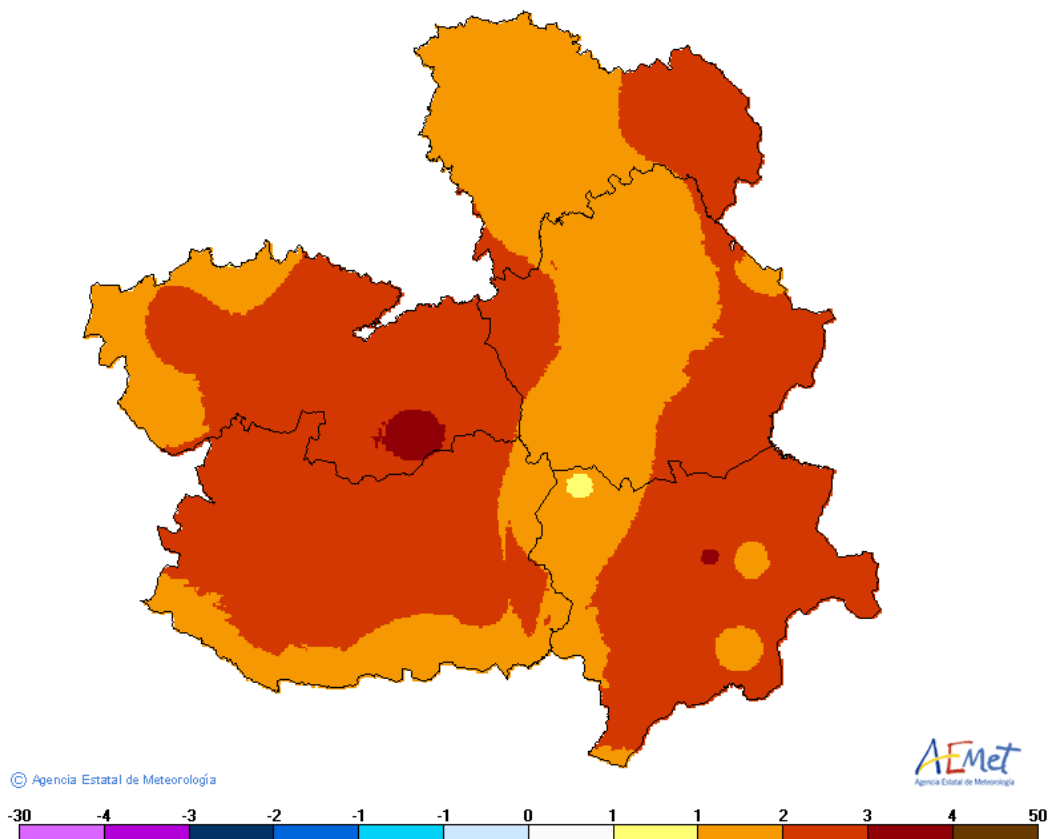 © Agencia Estatal de Meteorología
AEMet
Agencia Estatal de Meteorología
-30 -4 -3 -2 -1 0 1 1 2 3 4 50